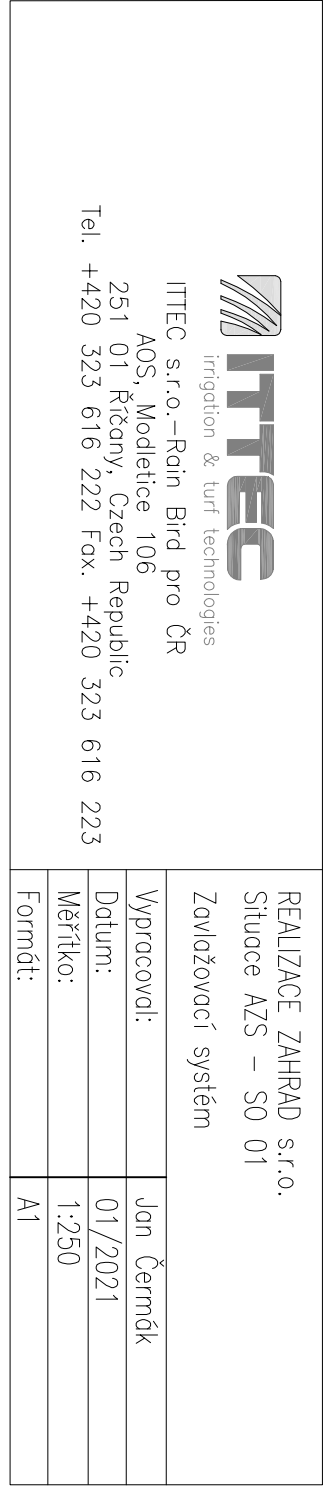 ITTEC
irrigation & turf technologies
ITTEC s.r.o.-Rain Bird pro ČR
AOS, Modletice 106
251 01 Říčany, Czech Republic
Tel. +420 323 616 222 Fax. +420 323 616 223
REALIZACE ZAHRAD s.r.o.
Situace AZS - SO 01
Zavlažovací systém
Vypracoval: Jan Čermák
Datum: 01/2021
Měřítko: 1:250
Formát: A1